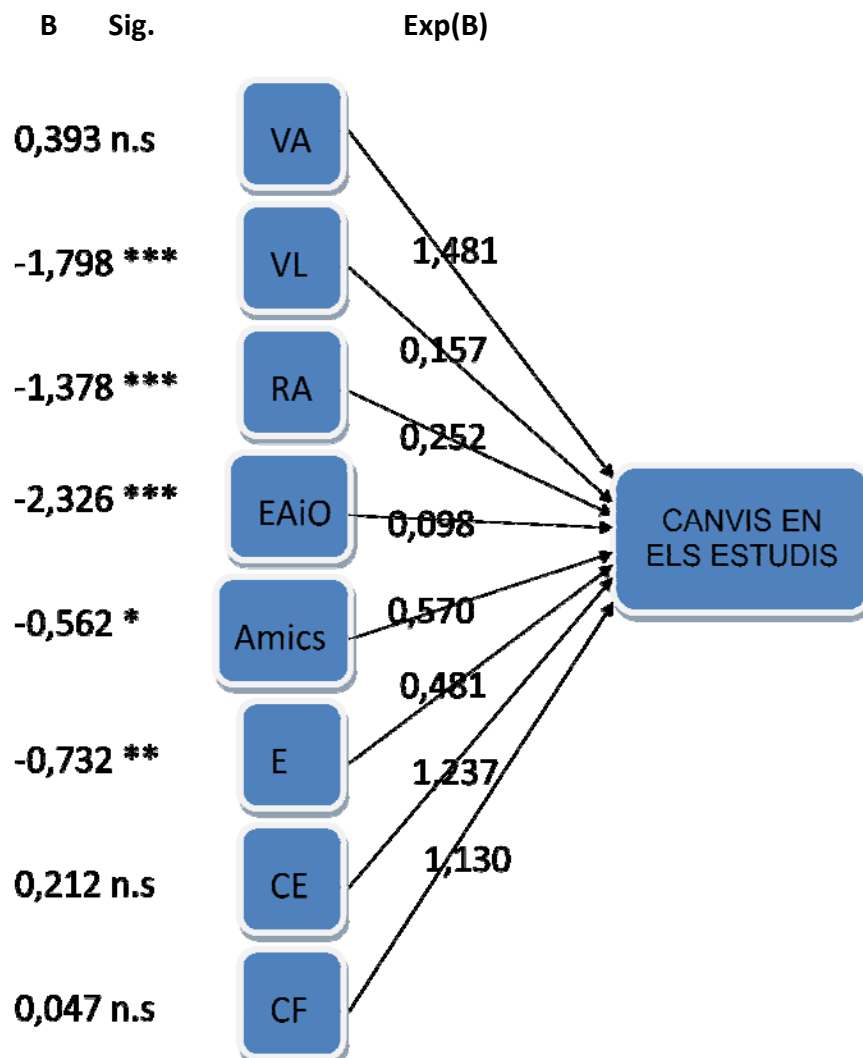 B Sig. Exp(B)
0,393 n.s VA
1,481
-1,798 *** VL
0,157
-1,378 *** RA
0,252
-2,326 *** EAiO
0,098
CANVIS EN
ELS ESTUDIS
-0,562 * Amics
0,570
0,481
-0,732 ** E
1,237
0,212 n.s CE
1,130
0,047 n.s CF